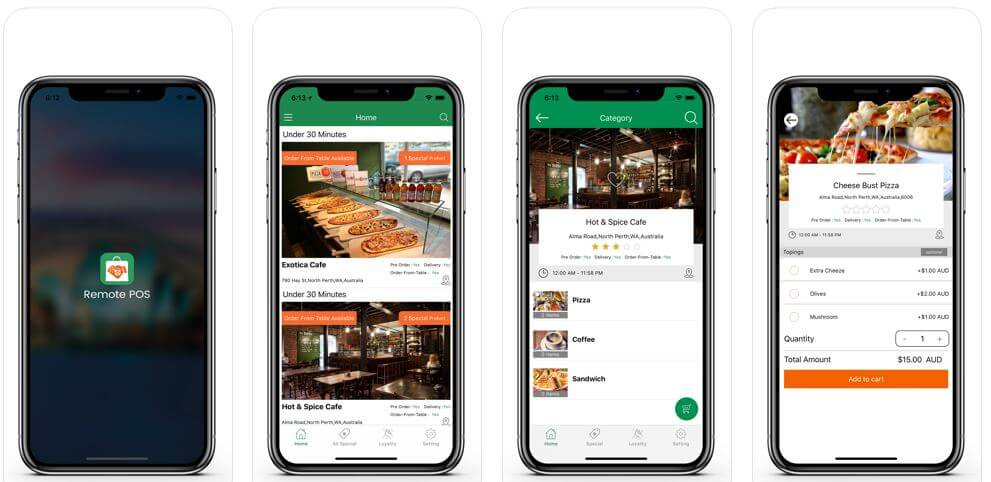 6:12
Remote POS
6:13
Home
Under 30 Minutes
Order From Table Available
1 Special Product
Exotica Cafe
Pre Order : Yes Delivery : Yes
Order-From-Table : Yes
790 Hay St,North Perth,WA,Australia
Under 30 Minutes
Order From Table Available
2 Special Product
Hot & Spice Cafe
Pre Order : Yes Delivery : Yes
Order-From-Table : Yes
Alma Road,North Perth,WA,Australia
Home
All Special
Loyalty
Setting
6:13
Category
Hot & Spice Cafe
Alma Road,North Perth,WA,Australia
Pre Order : Yes Delivery : Yes Order-From-Table : Yes
12:00 AM - 11:58 PM
Pizza
Coffee
Sandwich
Home
Special
Loyalty
Setting
Cheese Bust Pizza
Alma Road,North Perth,WA,Australia,6006
Pre Order : Yes Delivery : Yes Order-From-Table : Yes
12:00 AM - 11:58 PM
Topings
Extra Cheeze +$1.00 AUD
Olives +$2.00 AUD
Mushroom +$1.00 AUD
Quantity - 1 +
Total Amount $15.00 AUD
Add to cart